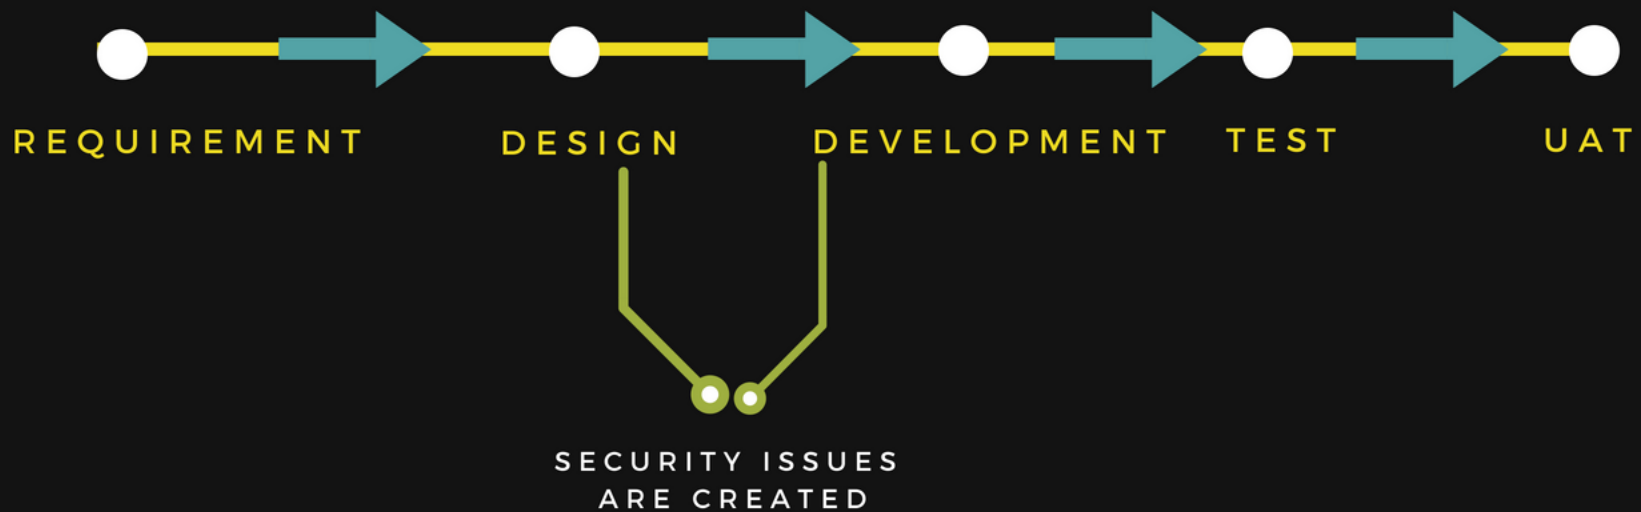 REQUIREMENT DESIGN DEVELOPMENT TEST UAT
SECURITY ISSUES
ARE CREATED